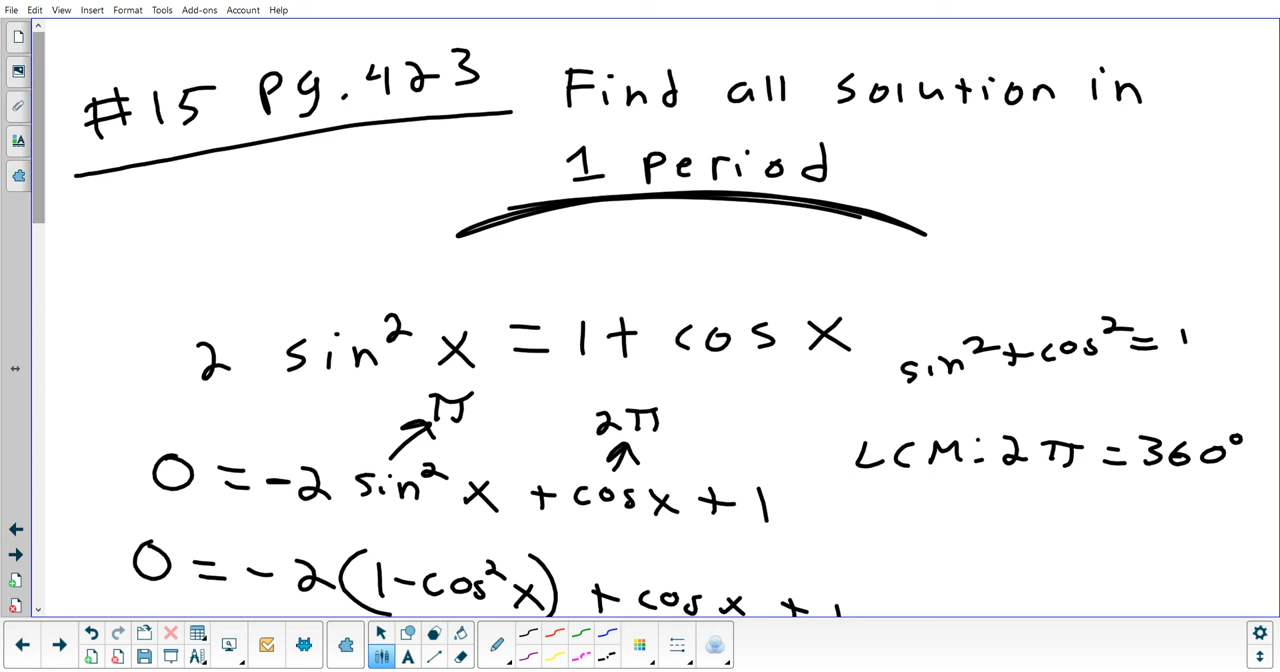 File Edit View Insert Format Tools Add-ons Account Help
#15 pg. 423 Find all solution in
1 period
2 sin² x = 1 + cos x
sin² + cos² = 1
π
2π
LCM: 2π = 360°
0 = -2 sin² x + cos x + 1
0 = -2(1-cos² x) + cos x + 1